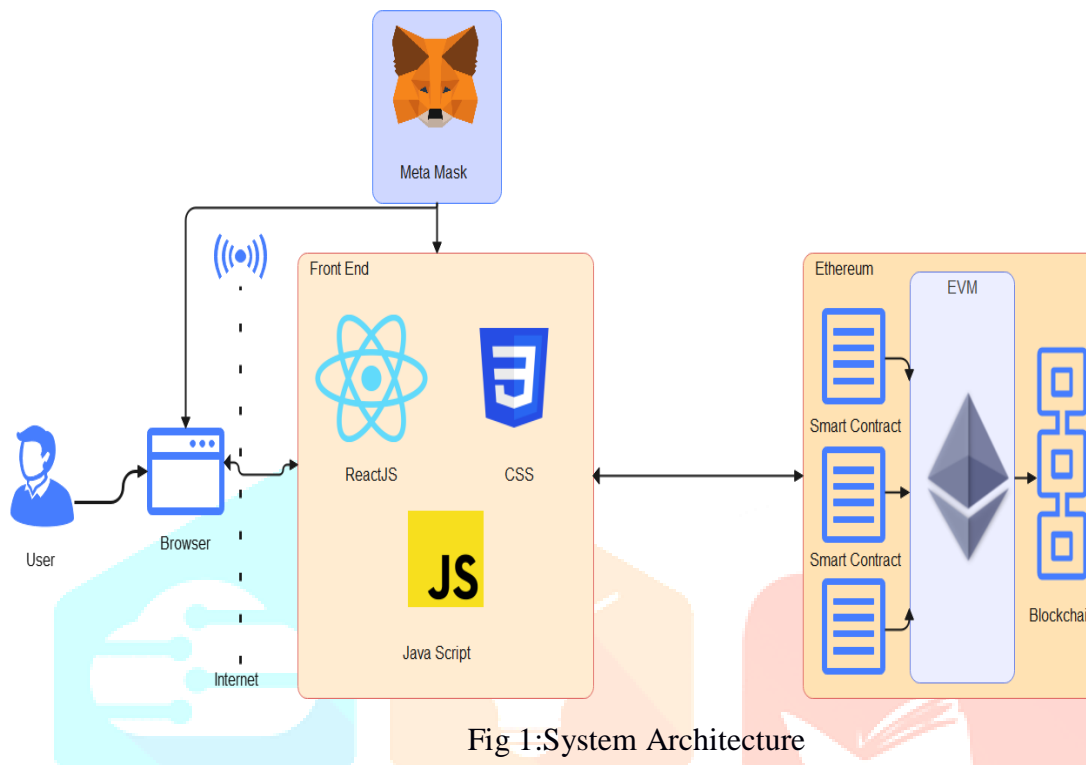 Meta Mask
Front End
ReactJS
CSS
JS
Java Script
User
Browser
Internet
Ethereum
EVM
Smart Contract
Smart Contract
Blockchai
Fig 1:System Architecture